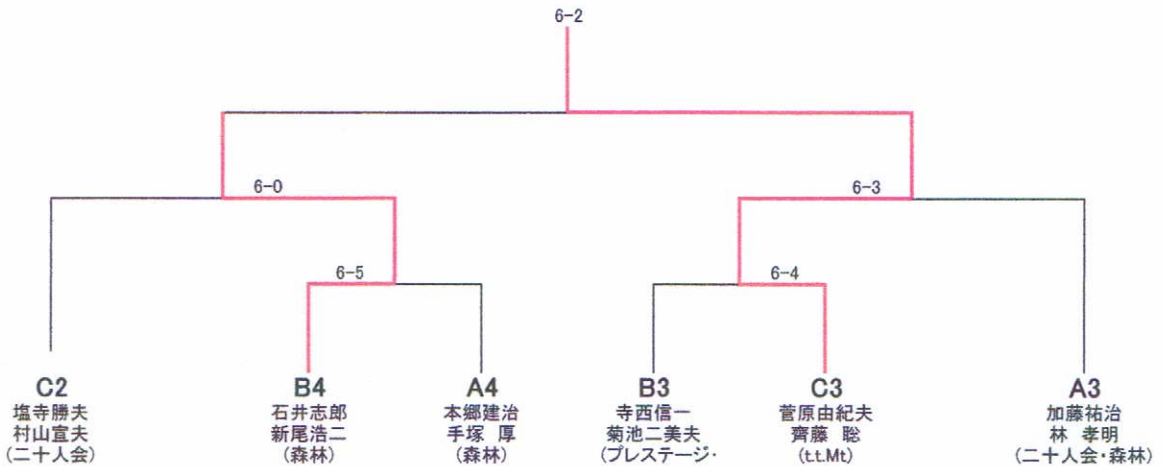 6-2
6-0
6-3
6-5
6-4
C2
塩寺勝夫
村山宣夫
(二十人会)
B4
石井志郎
新尾浩二
(森林)
A4
本郷建治
手塚 厚
(森林)
B3
寺西信一
菊池二美夫
(プレステージ・
C3
菅原由紀夫
齊藤 聡
(t.t.Mt)
A3
加藤祐治
林 孝明
(二十人会・森林)